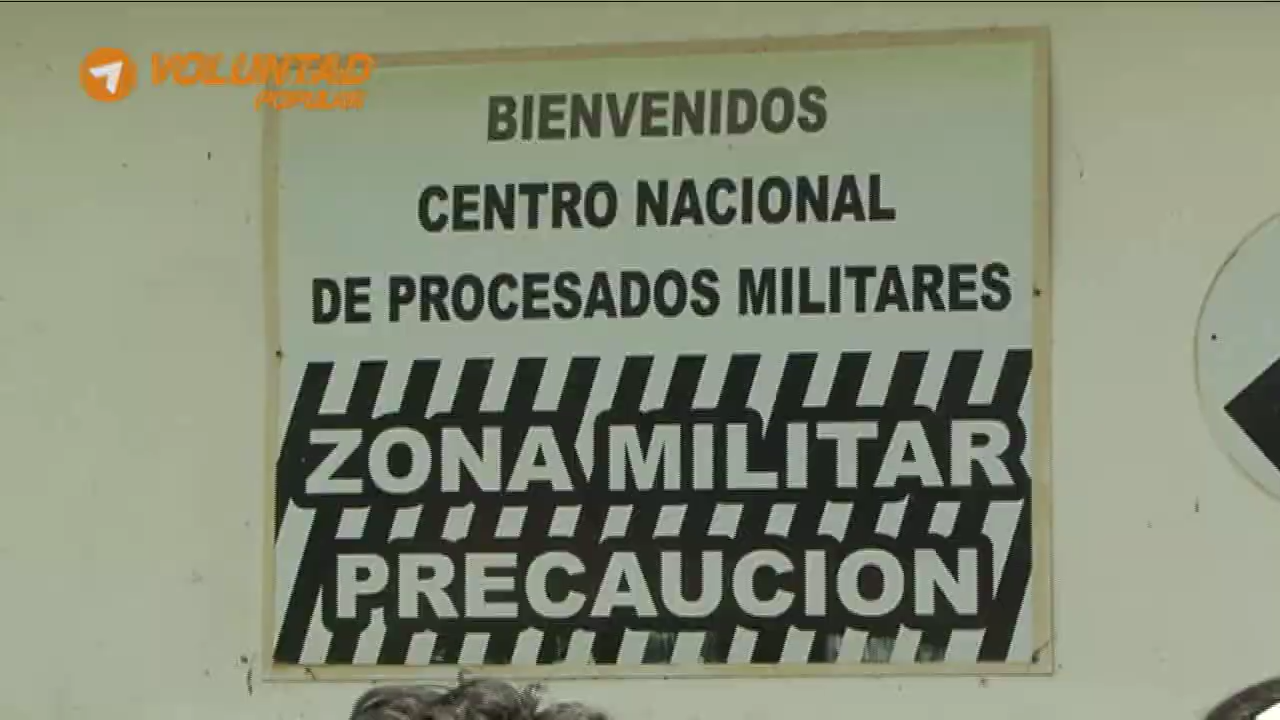 VOLUNTAD
POPULAR
BIENVENIDOS
CENTRO NACIONAL
DE PROCESADOS MILITARES
ZONA MILITAR
PRECAUCION